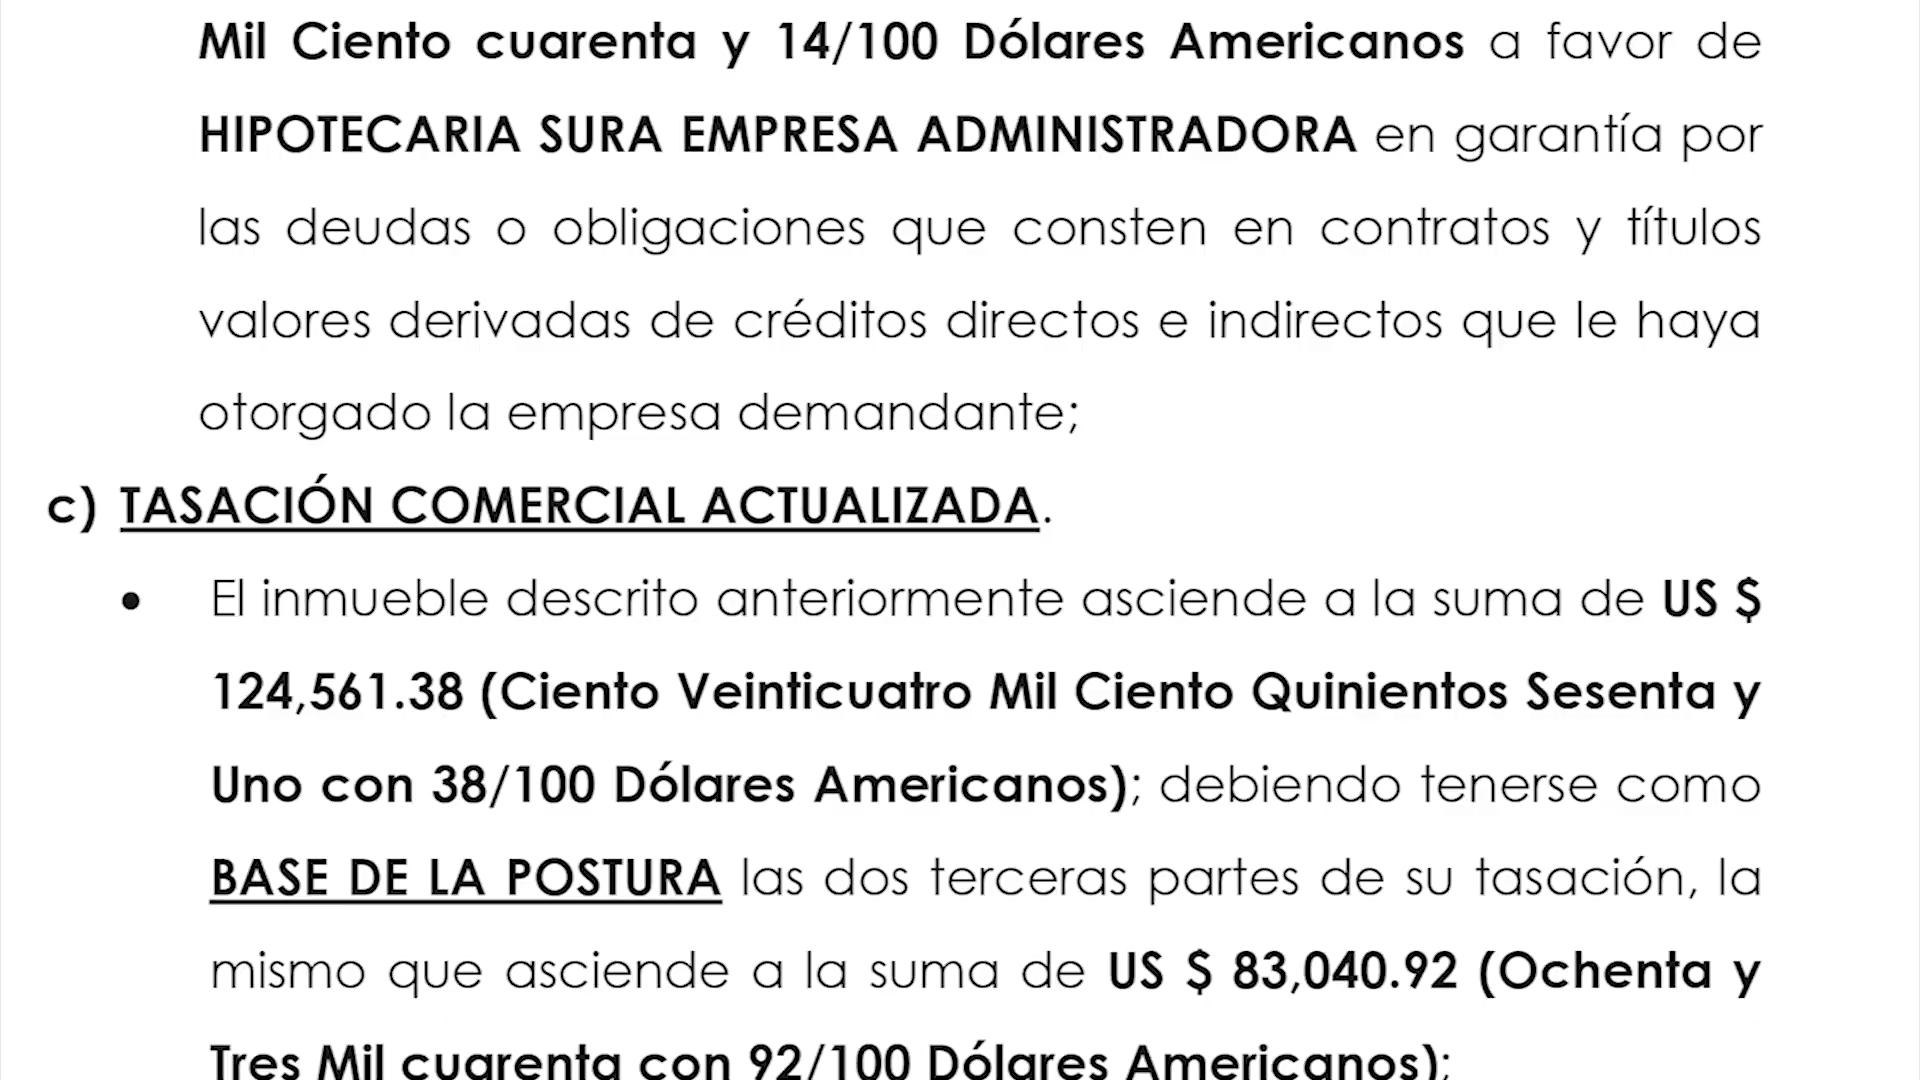 Mil Ciento cuarenta y 14/100 Dólares Americanos a favor de
HIPOTECARIA SURA EMPRESA ADMINISTRADORA en garantía por
las deudas o obligaciones que consten en contratos y títulos
valores derivadas de créditos directos e indirectos que le haya
otorgado la empresa demandante;
c) TASACIÓN COMERCIAL ACTUALIZADA.
• El inmueble descrito anteriormente asciende a la suma de US $
124,561.38 (Ciento Veinticuatro Mil Ciento Quinientos Sesenta y
Uno con 38/100 Dólares Americanos); debiendo tenerse como
BASE DE LA POSTURA las dos terceras partes de su tasación, la
mismo que asciende a la suma de US $ 83,040.92 (Ochenta y
Tres Mil cuarenta con 92/100 Dólares Americanos);